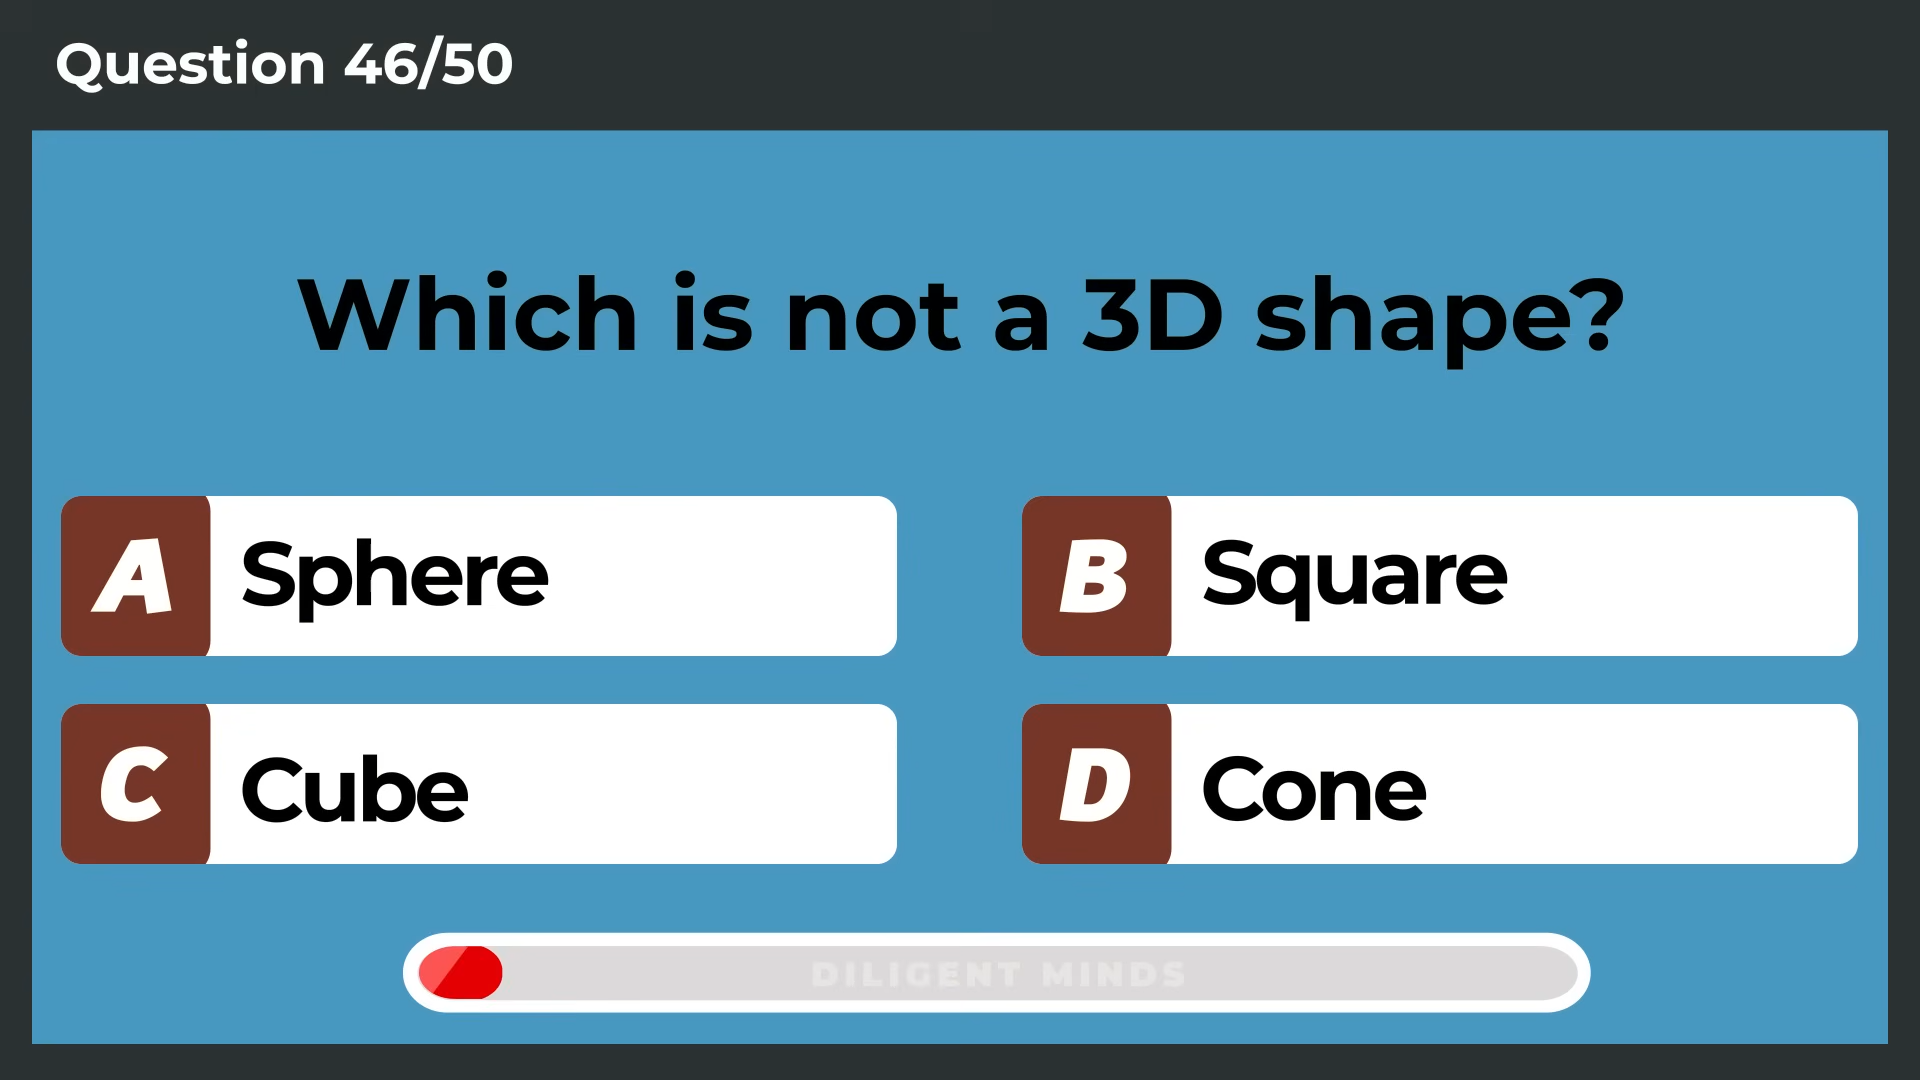 Question 46/50
Which is not a 3D shape?
A Sphere
B Square
C Cube
D Cone
DILIGENT MINDS